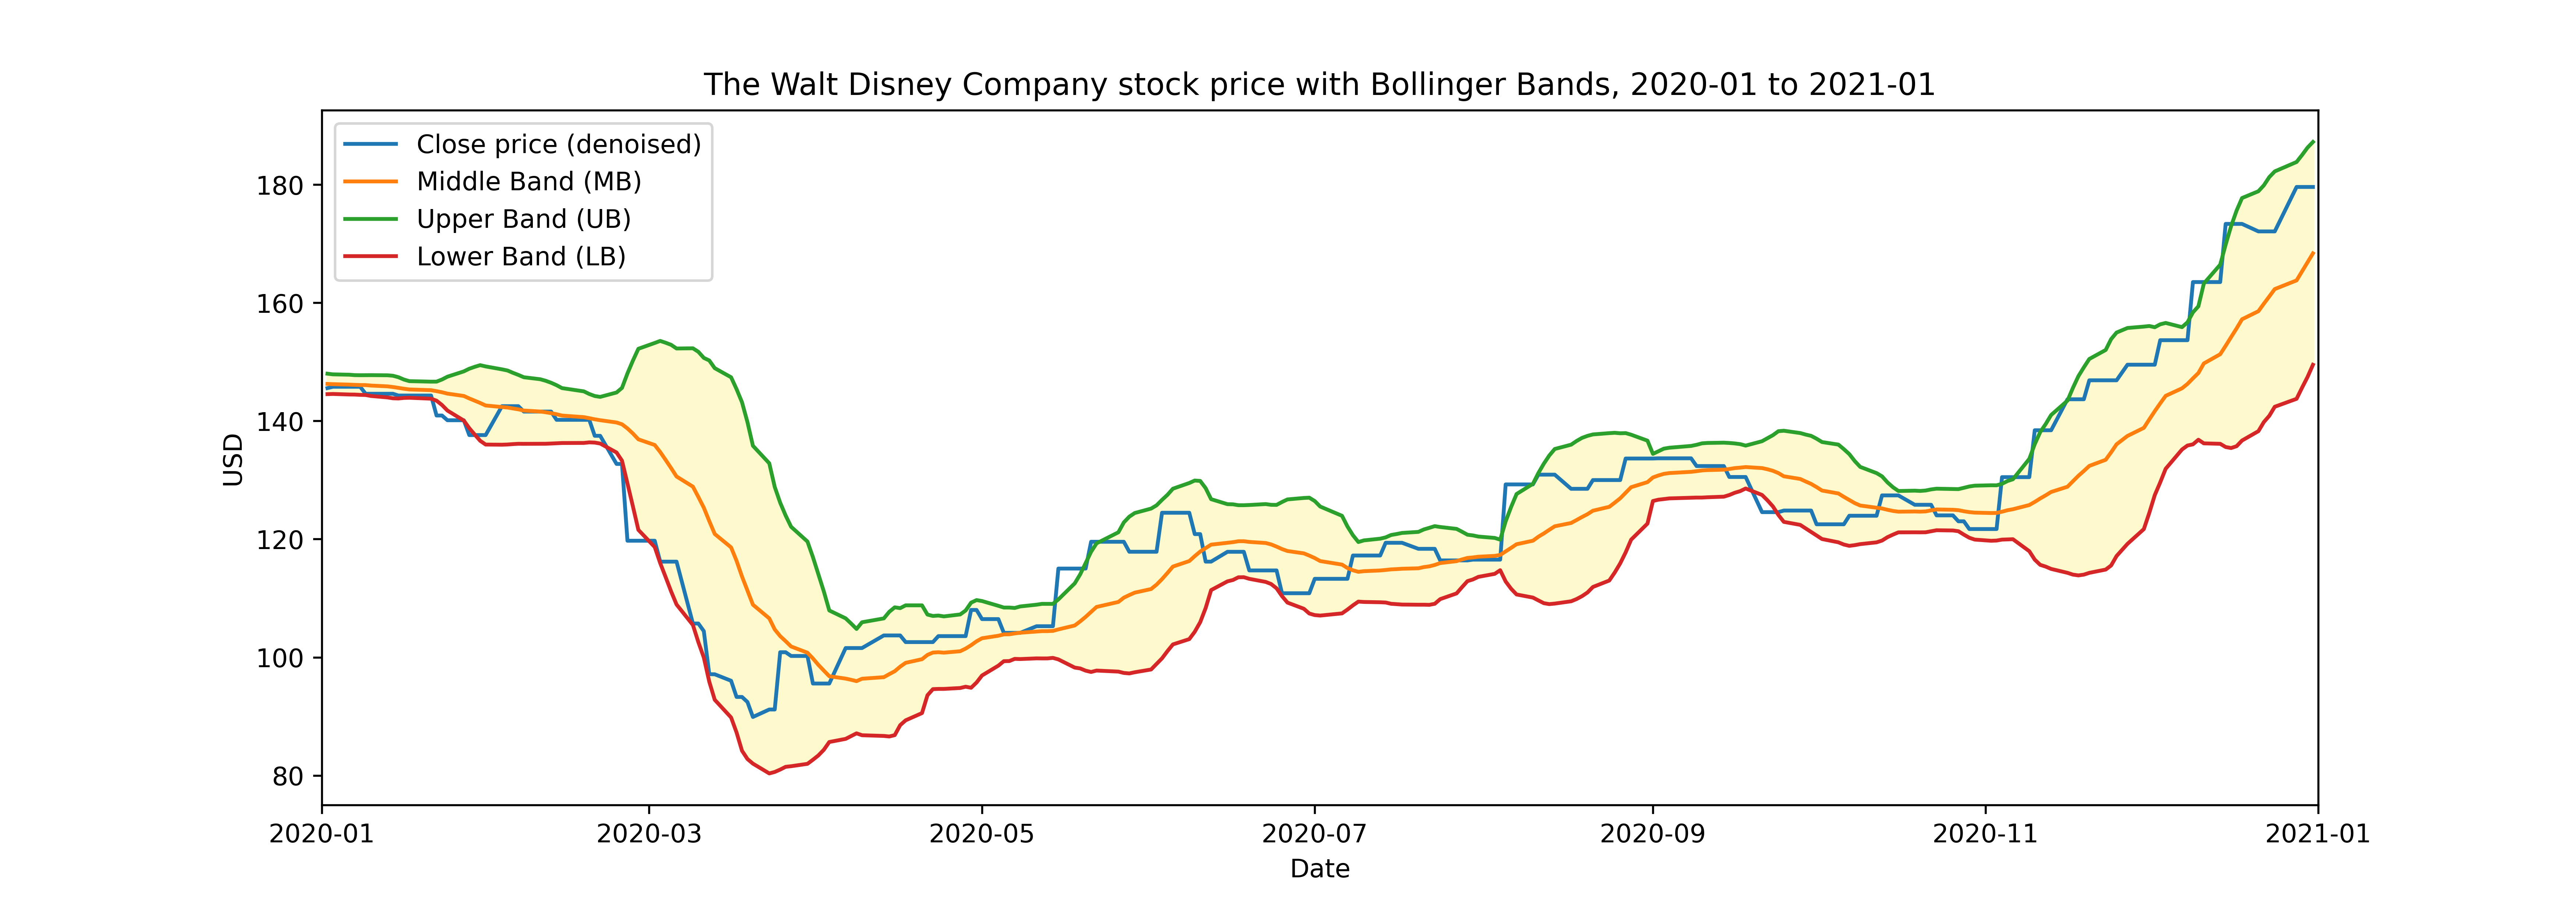 The Walt Disney Company stock price with Bollinger Bands, 2020-01 to 2021-01
Close price (denoised)
Middle Band (MB)
Upper Band (UB)
Lower Band (LB)
180
160
140
120
100
80
USD
2020-01 2020-03 2020-05 2020-07 2020-09 2020-11 2021-01
Date